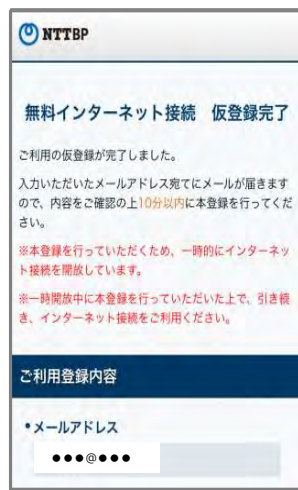 NTTBP
無料インターネット接続　仮登録完了
ご利用の仮登録が完了しました。
入力いただいたメールアドレス宛てにメールが届きます
ので、内容をご確認の上10分以内に本登録を行ってくだ
さい。
※本登録を行っていただくため、一時的にインターネッ
ト接続を開放しています。
※一時開放中に本登録を行っていただいた上で、引き続
き、インターネット接続をご利用ください。
ご利用登録内容
•メールアドレス
●●●@●●●